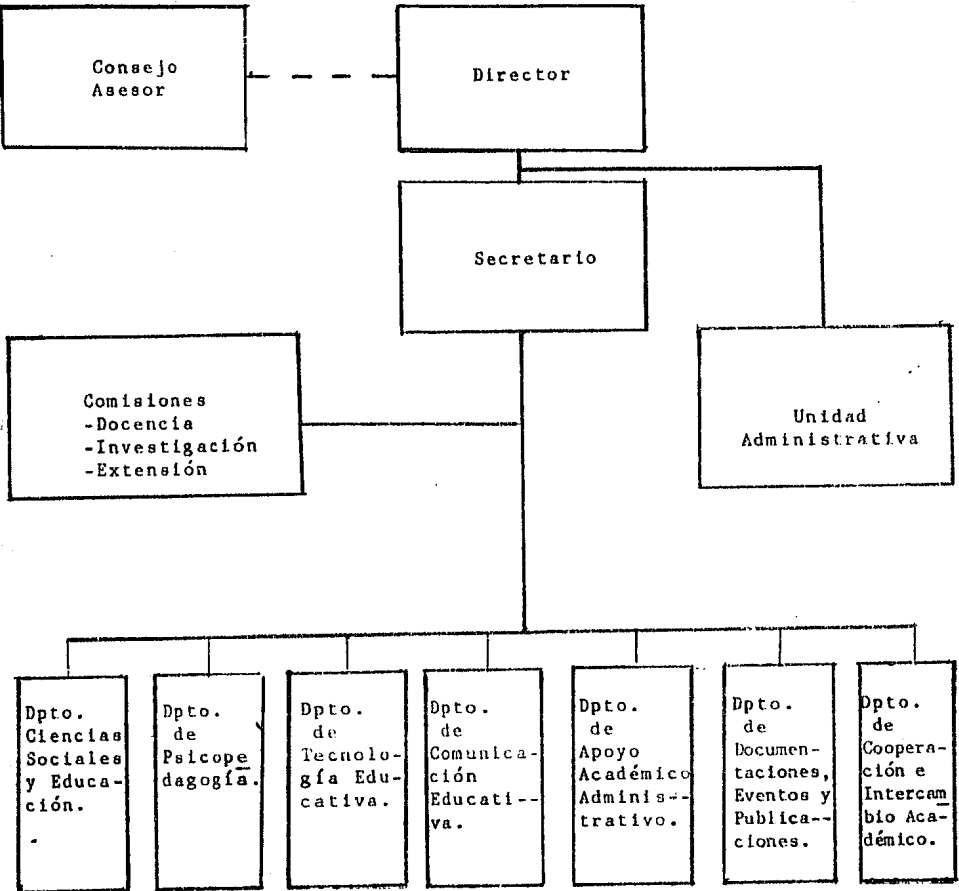 Consejo
Asesor
Director
Secretario
Comisiones
-Docencia
-Investigación
-Extensión
Unidad
Administrativa
Dpto.
Ciencias
Sociales
y Educa-
ción.
Dpto.
de
Psicope
dagogía.
Dpto.
de
Tecnolo-
gía Edu-
cativa.
Dpto.
de
Comunica-
ción
Educati--
va.
Dpto.
de
Apoyo
Académico
Adminis--
trativo.
Dpto.
de
Documen-
taciones,
Eventos y
Publica--
ciones.
Dpto.
de
Coopera-
ción e
Intercam
bio Aca-
démico.